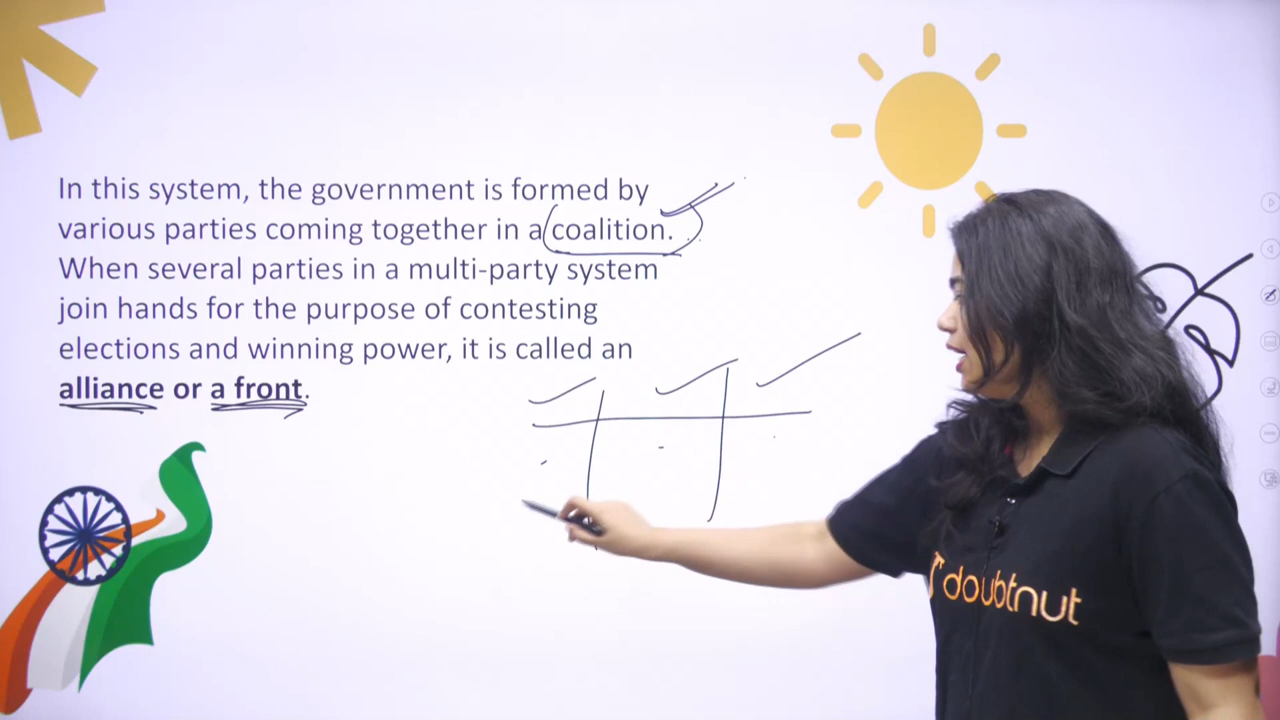 In this system, the government is formed by
various parties coming together in a coalition.
When several parties in a multi-party system
join hands for the purpose of contesting
elections and winning power, it is called an
alliance or a front.
doubtnut